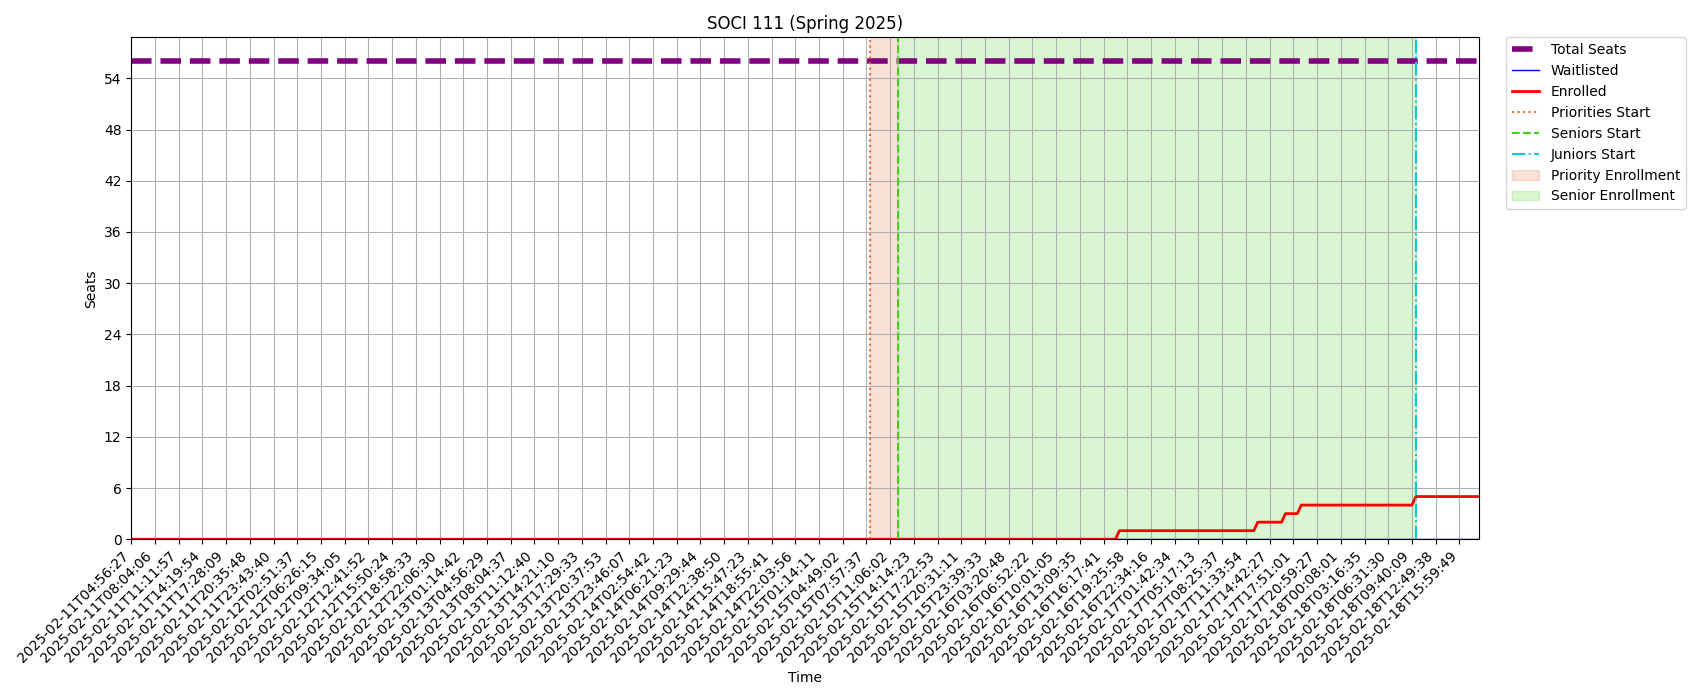 SOCI 111 (Spring 2025)
Total Seats
Waitlisted
Enrolled
Priorities Start
Seniors Start
Juniors Start
Priority Enrollment
Senior Enrollment
Seats
54
48
42
36
30
24
18
12
6
0
2025-02-11T04:56:27
2025-02-11T08:04:06
2025-02-11T11:11:57
2025-02-11T14:19:54
2025-02-11T17:28:09
2025-02-11T20:35:48
2025-02-11T23:43:40
2025-02-12T02:51:37
2025-02-12T06:26:15
2025-02-12T09:34:05
2025-02-12T12:41:52
2025-02-12T15:50:24
2025-02-12T18:58:33
2025-02-12T22:06:30
2025-02-13T01:14:42
2025-02-13T04:56:29
2025-02-13T08:04:37
2025-02-13T11:12:40
2025-02-13T14:21:10
2025-02-13T17:29:33
2025-02-13T20:37:53
2025-02-13T23:46:07
2025-02-14T02:54:42
2025-02-14T06:21:23
2025-02-14T09:29:44
2025-02-14T12:38:50
2025-02-14T15:47:23
2025-02-14T18:55:41
2025-02-14T22:03:56
2025-02-15T01:14:11
2025-02-15T04:49:02
2025-02-15T07:57:37
2025-02-15T11:06:02
2025-02-15T14:14:23
2025-02-15T17:22:53
2025-02-15T20:31:11
2025-02-15T23:39:33
2025-02-16T03:20:48
2025-02-16T06:52:22
2025-02-16T10:01:05
2025-02-16T13:09:35
2025-02-16T16:17:41
2025-02-16T19:25:58
2025-02-16T22:34:16
2025-02-17T01:42:34
2025-02-17T05:17:13
2025-02-17T08:25:37
2025-02-17T11:33:54
2025-02-17T14:42:27
2025-02-17T17:51:01
2025-02-17T20:59:27
2025-02-18T00:08:01
2025-02-18T03:16:35
2025-02-18T06:31:30
2025-02-18T09:40:09
2025-02-18T12:49:38
2025-02-18T15:59:49
Time